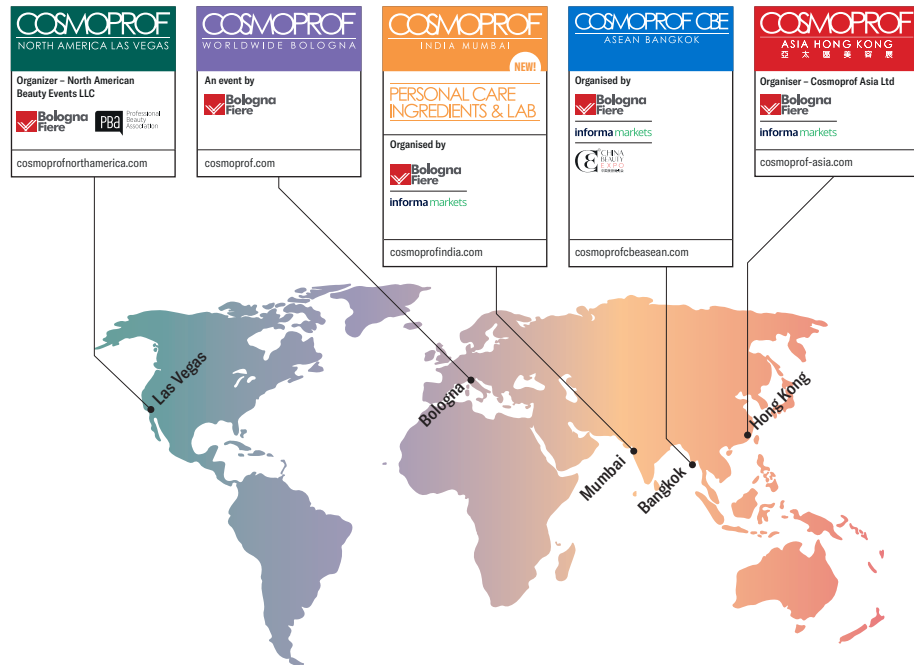 COSMOPROF
NORTH AMERICA LAS VEGAS
Organizer – North American
Beauty Events LLC
Bologna
Fiere
PBa
Professional
Beauty
Association
cosmoprofnorthamerica.com
COSMOPROF
WORLDWIDE BOLOGNA
An event by
Bologna
Fiere
cosmoprof.com
COSMOPROF
INDIA MUMBAI
NEW!
PERSONAL CARE
INGREDIENTS & LAB
Organised by
Bologna
Fiere
informa markets
cosmoprofindia.com
COSMOPROF CBE
ASEAN BANGKOK
Organised by
Bologna
Fiere
informa markets
CHINA
BEAUTY
EXPO
cosmoprofcbeasean.com
COSMOPROF
ASIA HONG KONG
亞太區美容展
Organiser – Cosmoprof Asia Ltd
Bologna
Fiere
informa markets
cosmoprof-asia.com
Las Vegas
Bologna
Mumbai
Bangkok
Hong Kong